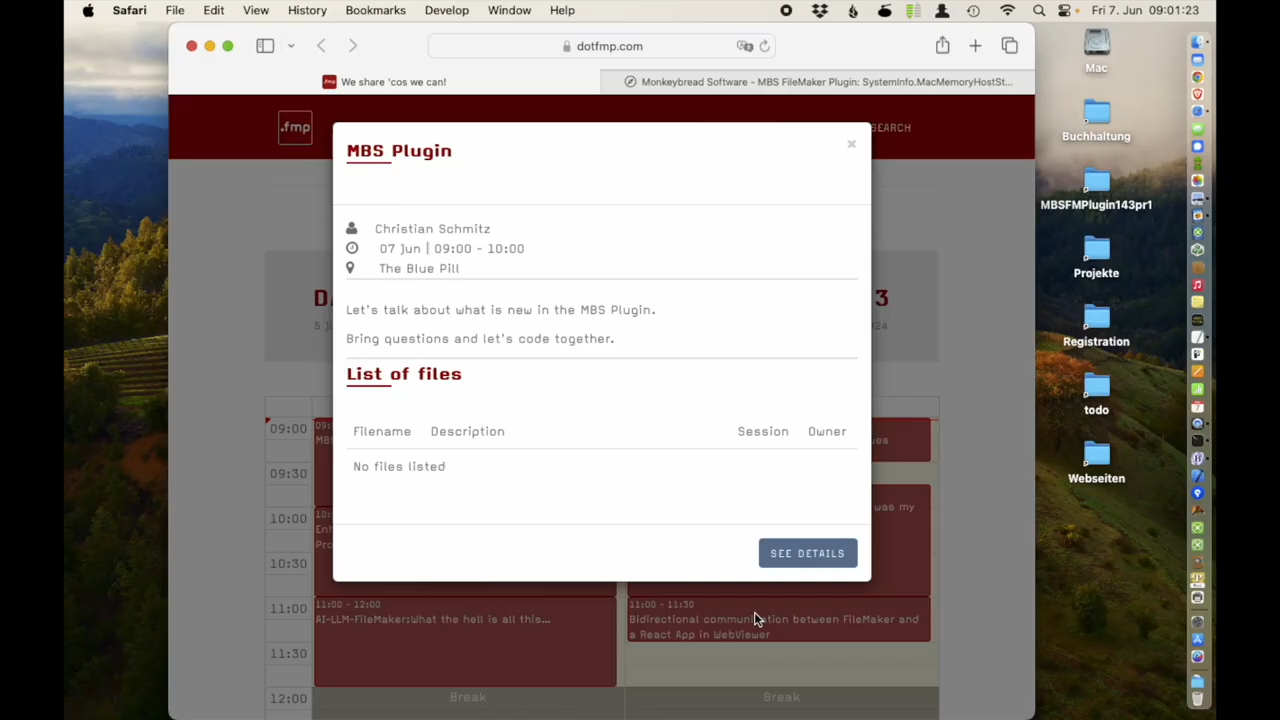 Safari File Edit View History Bookmarks Develop Window Help Fri 7. Jun 09:01:23
dotfmp.com
.fmp We share 'cos we can!
Monkeybread Software - MBS FileMaker Plugin: SystemInfo.MacMemoryHostSt...
.fmp
SEARCH
MBS Plugin
×
Christian Schmitz
07 Jun | 09:00 - 10:00
The Blue Pill
Let's talk about what is new in the MBS Plugin.
Bring questions and let's code together.
List of files
Filename Description Session Owner
No files listed
SEE DETAILS
3
09:00
09:30
10:00
was my
10:30
11:00
11:00 - 12:00
AI-LLM-FileMaker:What the hell is all this...
11:00 - 11:30
Bidirectional communication between FileMaker and
a React App in WebViewer
11:30
12:00
Break
Break
Mac
Buchhaltung
MBSFMPlugin143pr1
Projekte
Registration
todo
Webseiten